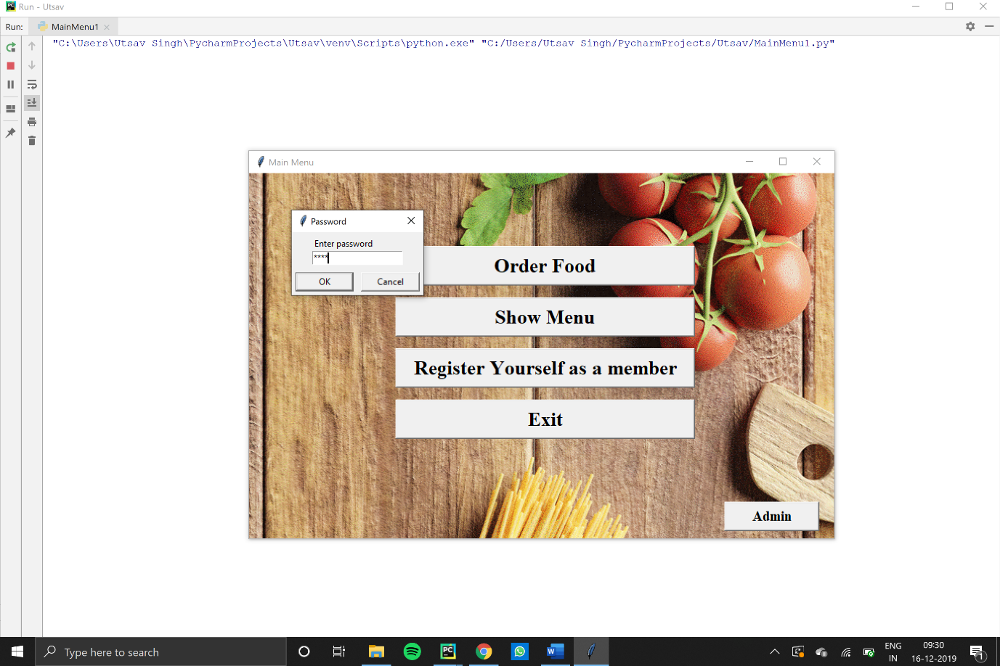 Run - Utsav
Run:
MainMenu1
"C:\Users\Utsav Singh\PycharmProjects\Utsav\venv\Scripts\python.exe" "C:/Users/Utsav Singh/PycharmProjects/Utsav/MainMenu1.py"
Main Menu
Password
Enter password
****
OK
Cancel
Order Food
Show Menu
Register Yourself as a member
Exit
Admin
Type here to search
PC
W
ENG
IN
09:30
16-12-2019
1